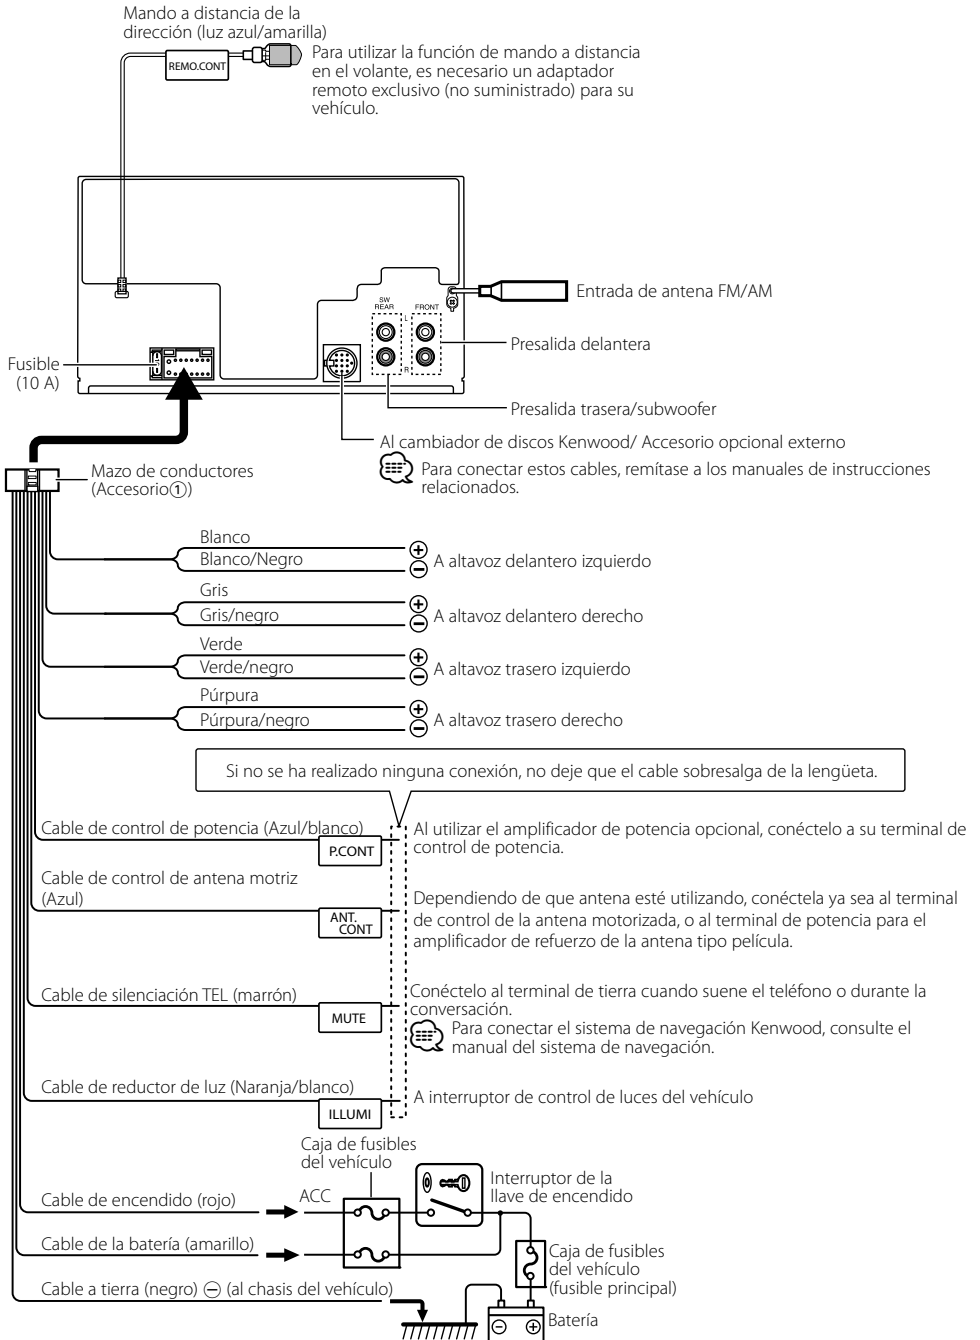 Mando a distancia de la
dirección (luz azul/amarilla)
REMO.CONT
Para utilizar la función de mando a distancia
en el volante, es necesario un adaptador
remoto exclusivo (no suministrado) para su
vehículo.
Entrada de antena FM/AM
SW
REAR
FRONT
L
R
Presalida delantera
Fusible
(10 A)
Presalida trasera/subwoofer
Al cambiador de discos Kenwood/ Accesorio opcional externo
Para conectar estos cables, remítase a los manuales de instrucciones
relacionados.
Mazo de conductores
(Accesorio①)
Blanco
Blanco/Negro
⊕
⊖
A altavoz delantero izquierdo
Gris
Gris/negro
⊕
⊖
A altavoz delantero derecho
Verde
Verde/negro
⊕
⊖
A altavoz trasero izquierdo
Púrpura
Púrpura/negro
⊕
⊖
A altavoz trasero derecho
Si no se ha realizado ninguna conexión, no deje que el cable sobresalga de la lengüeta.
Cable de control de potencia (Azul/blanco)
P.CONT
Al utilizar el amplificador de potencia opcional, conéctelo a su terminal de
control de potencia.
Cable de control de antena motriz
(Azul)
ANT.
CONT
Dependiendo de que antena esté utilizando, conéctela ya sea al terminal
de control de la antena motorizada, o al terminal de potencia para el
amplificador de refuerzo de la antena tipo película.
Cable de silenciación TEL (marrón)
MUTE
Conéctelo al terminal de tierra cuando suene el teléfono o durante la
conversación.
Para conectar el sistema de navegación Kenwood, consulte el
manual del sistema de navegación.
Cable de reductor de luz (Naranja/blanco)
ILLUMI
A interruptor de control de luces del vehículo
Caja de fusibles
del vehículo
Interruptor de la
llave de encendido
Cable de encendido (rojo)
ACC
Cable de la batería (amarillo)
Caja de fusibles
del vehículo
(fusible principal)
Cable a tierra (negro) ⊖ (al chasis del vehículo)
Batería
⊖ ⊕